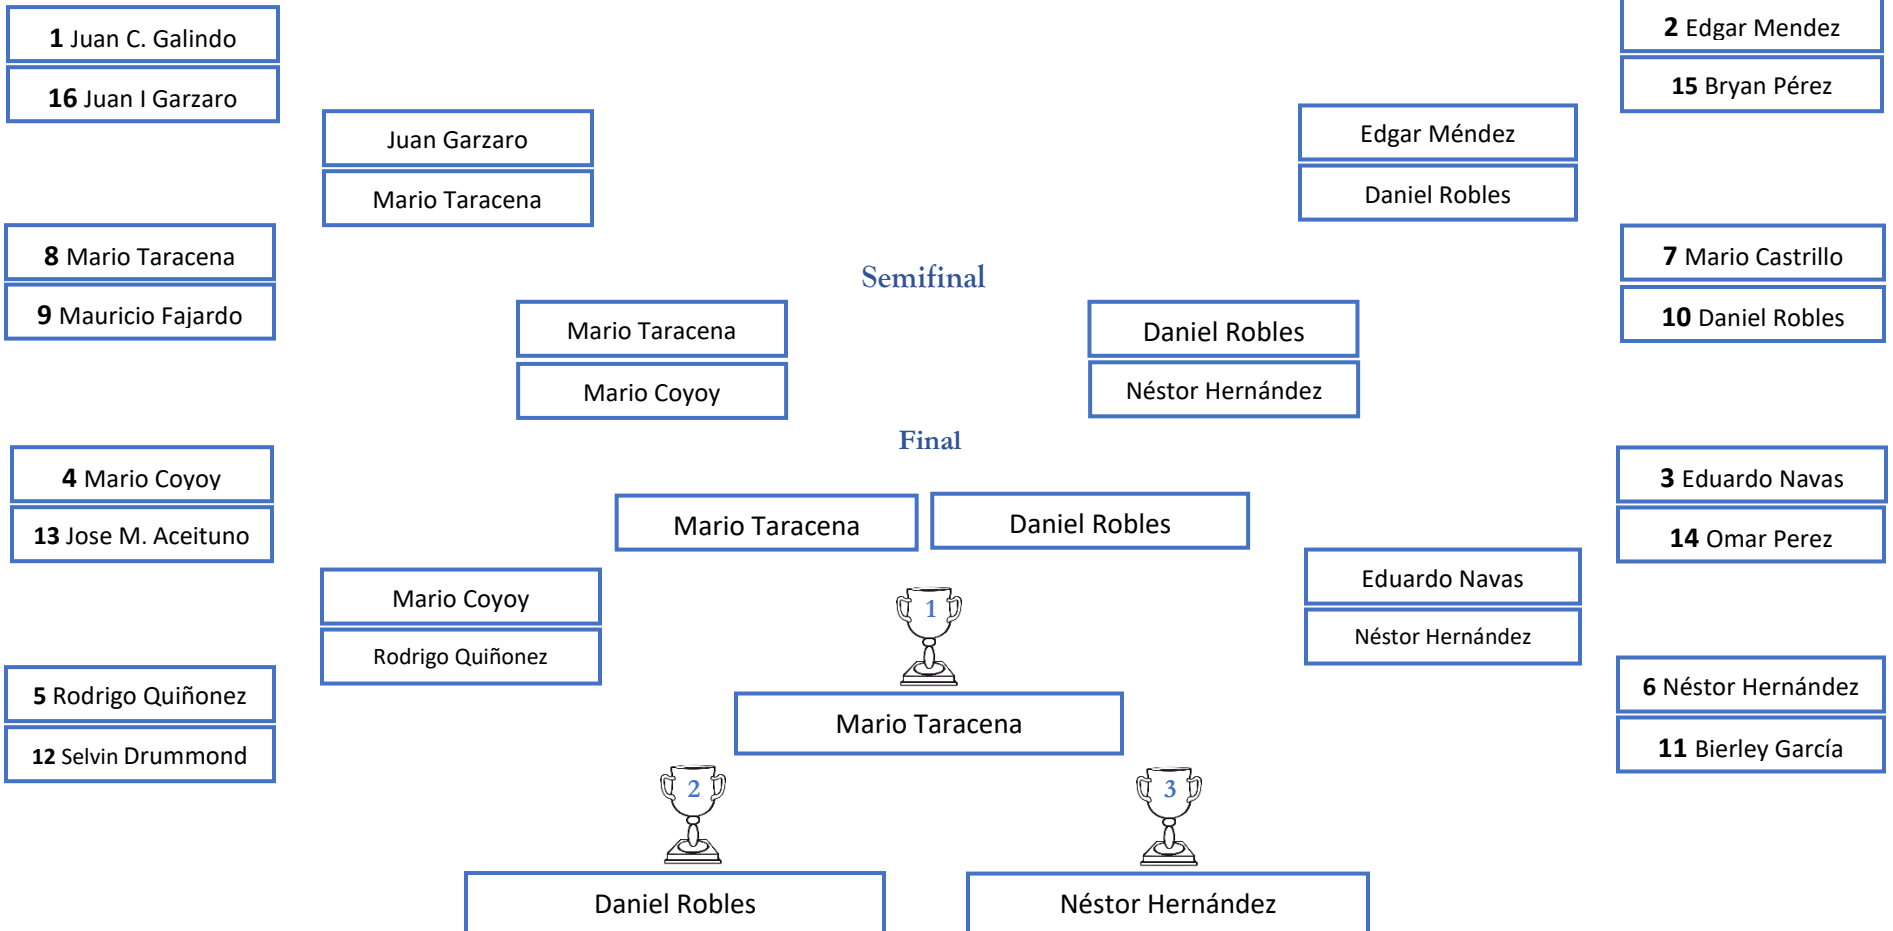 1 Juan C. Galindo
16 Juan I Garzaro
Juan Garzaro
Mario Taracena
8 Mario Taracena
9 Mauricio Fajardo
Mario Taracena
Mario Coyoy
4 Mario Coyoy
13 Jose M. Aceituno
Mario Coyoy
Rodrigo Quiñonez
5 Rodrigo Quiñonez
12 Selvin Drummond
Semifinal
Final
Mario Taracena
Daniel Robles
1
Mario Taracena
2
Daniel Robles
3
Néstor Hernández
2 Edgar Mendez
15 Bryan Pérez
Edgar Méndez
Daniel Robles
7 Mario Castrillo
10 Daniel Robles
Daniel Robles
Néstor Hernández
3 Eduardo Navas
14 Omar Perez
Eduardo Navas
Néstor Hernández
6 Néstor Hernández
11 Bierley García